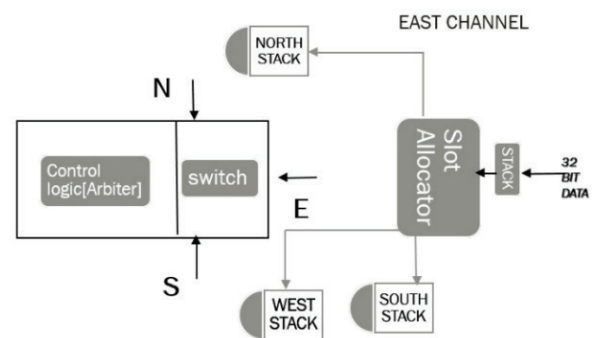 EAST CHANNEL
NORTH
STACK
N
Control
logic[Arbiter]
switch
E
S
Slot
Allocator
STACK
32
BIT
DATA
WEST
STACK
SOUTH
STACK